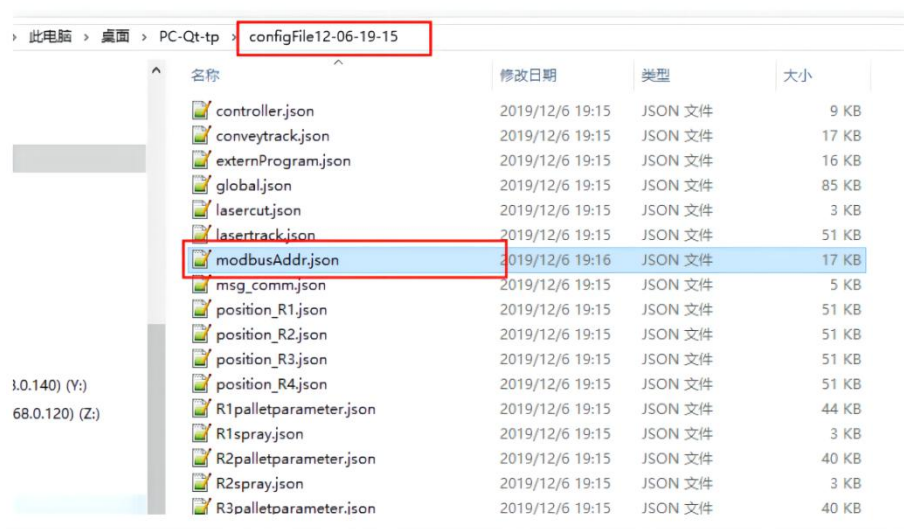 › 此电脑 › 桌面 › PC-Qt-tp › configFile12-06-19-15
名称 修改日期 类型 大小
controller.json 2019/12/6 19:15 JSON 文件 9 KB
conveytrack.json 2019/12/6 19:15 JSON 文件 17 KB
externProgram.json 2019/12/6 19:15 JSON 文件 16 KB
global.json 2019/12/6 19:15 JSON 文件 85 KB
lasercut.json 2019/12/6 19:15 JSON 文件 3 KB
lasertrack.json 2019/12/6 19:15 JSON 文件 51 KB
modbusAddr.json 2019/12/6 19:16 JSON 文件 17 KB
msg_comm.json 2019/12/6 19:15 JSON 文件 5 KB
position_R1.json 2019/12/6 19:15 JSON 文件 51 KB
position_R2.json 2019/12/6 19:15 JSON 文件 51 KB
position_R3.json 2019/12/6 19:15 JSON 文件 51 KB
3.0.140) (Y:) position_R4.json 2019/12/6 19:15 JSON 文件 51 KB
68.0.120) (Z:) R1palletparameter.json 2019/12/6 19:15 JSON 文件 44 KB
R1spray.json 2019/12/6 19:15 JSON 文件 3 KB
R2palletparameter.json 2019/12/6 19:15 JSON 文件 40 KB
R2spray.json 2019/12/6 19:15 JSON 文件 3 KB
R3palletparameter.json 2019/12/6 19:15 JSON 文件 40 KB